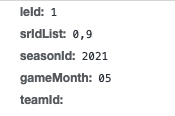 leId: 1
srIdList: 0,9
seasonId: 2021
gameMonth: 05
teamId: